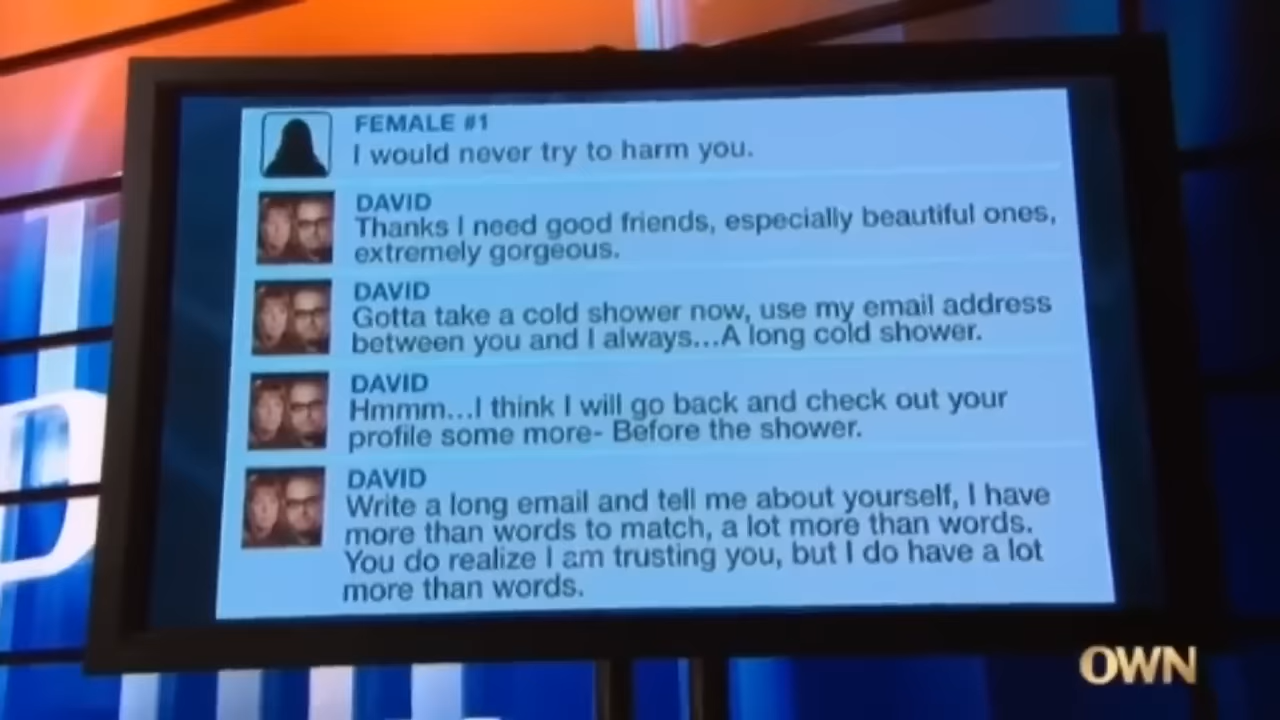 FEMALE #1
I would never try to harm you.
DAVID
Thanks I need good friends, especially beautiful ones,
extremely gorgeous.
DAVID
Gotta take a cold shower now, use my email address
between you and I always...A long cold shower.
DAVID
Hmmm...I think I will go back and check out your
profile some more- Before the shower.
DAVID
Write a long email and tell me about yourself, I have
more than words to match, a lot more than words.
You do realize I am trusting you, but I do have a lot
more than words.
OWN